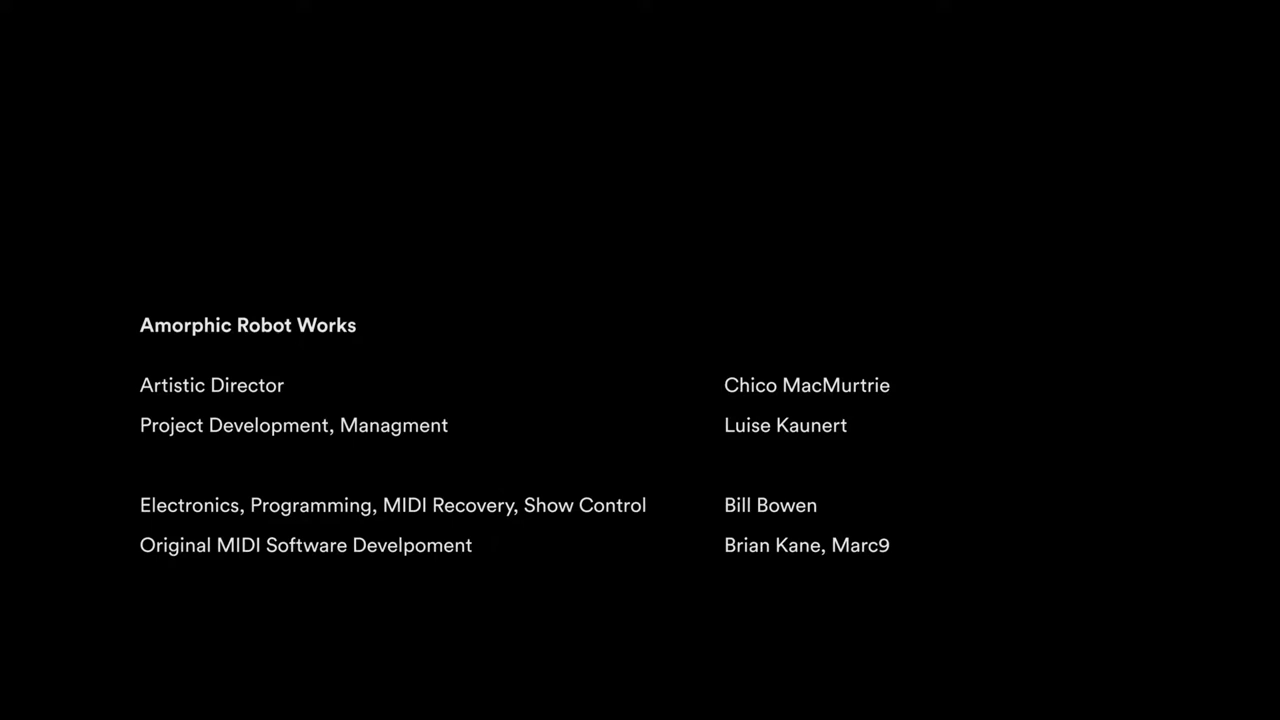 Amorphic Robot Works
Artistic Director Chico MacMurtrie
Project Development, Managment Luise Kaunert
Electronics, Programming, MIDI Recovery, Show Control Bill Bowen
Original MIDI Software Develpoment Brian Kane, Marc9